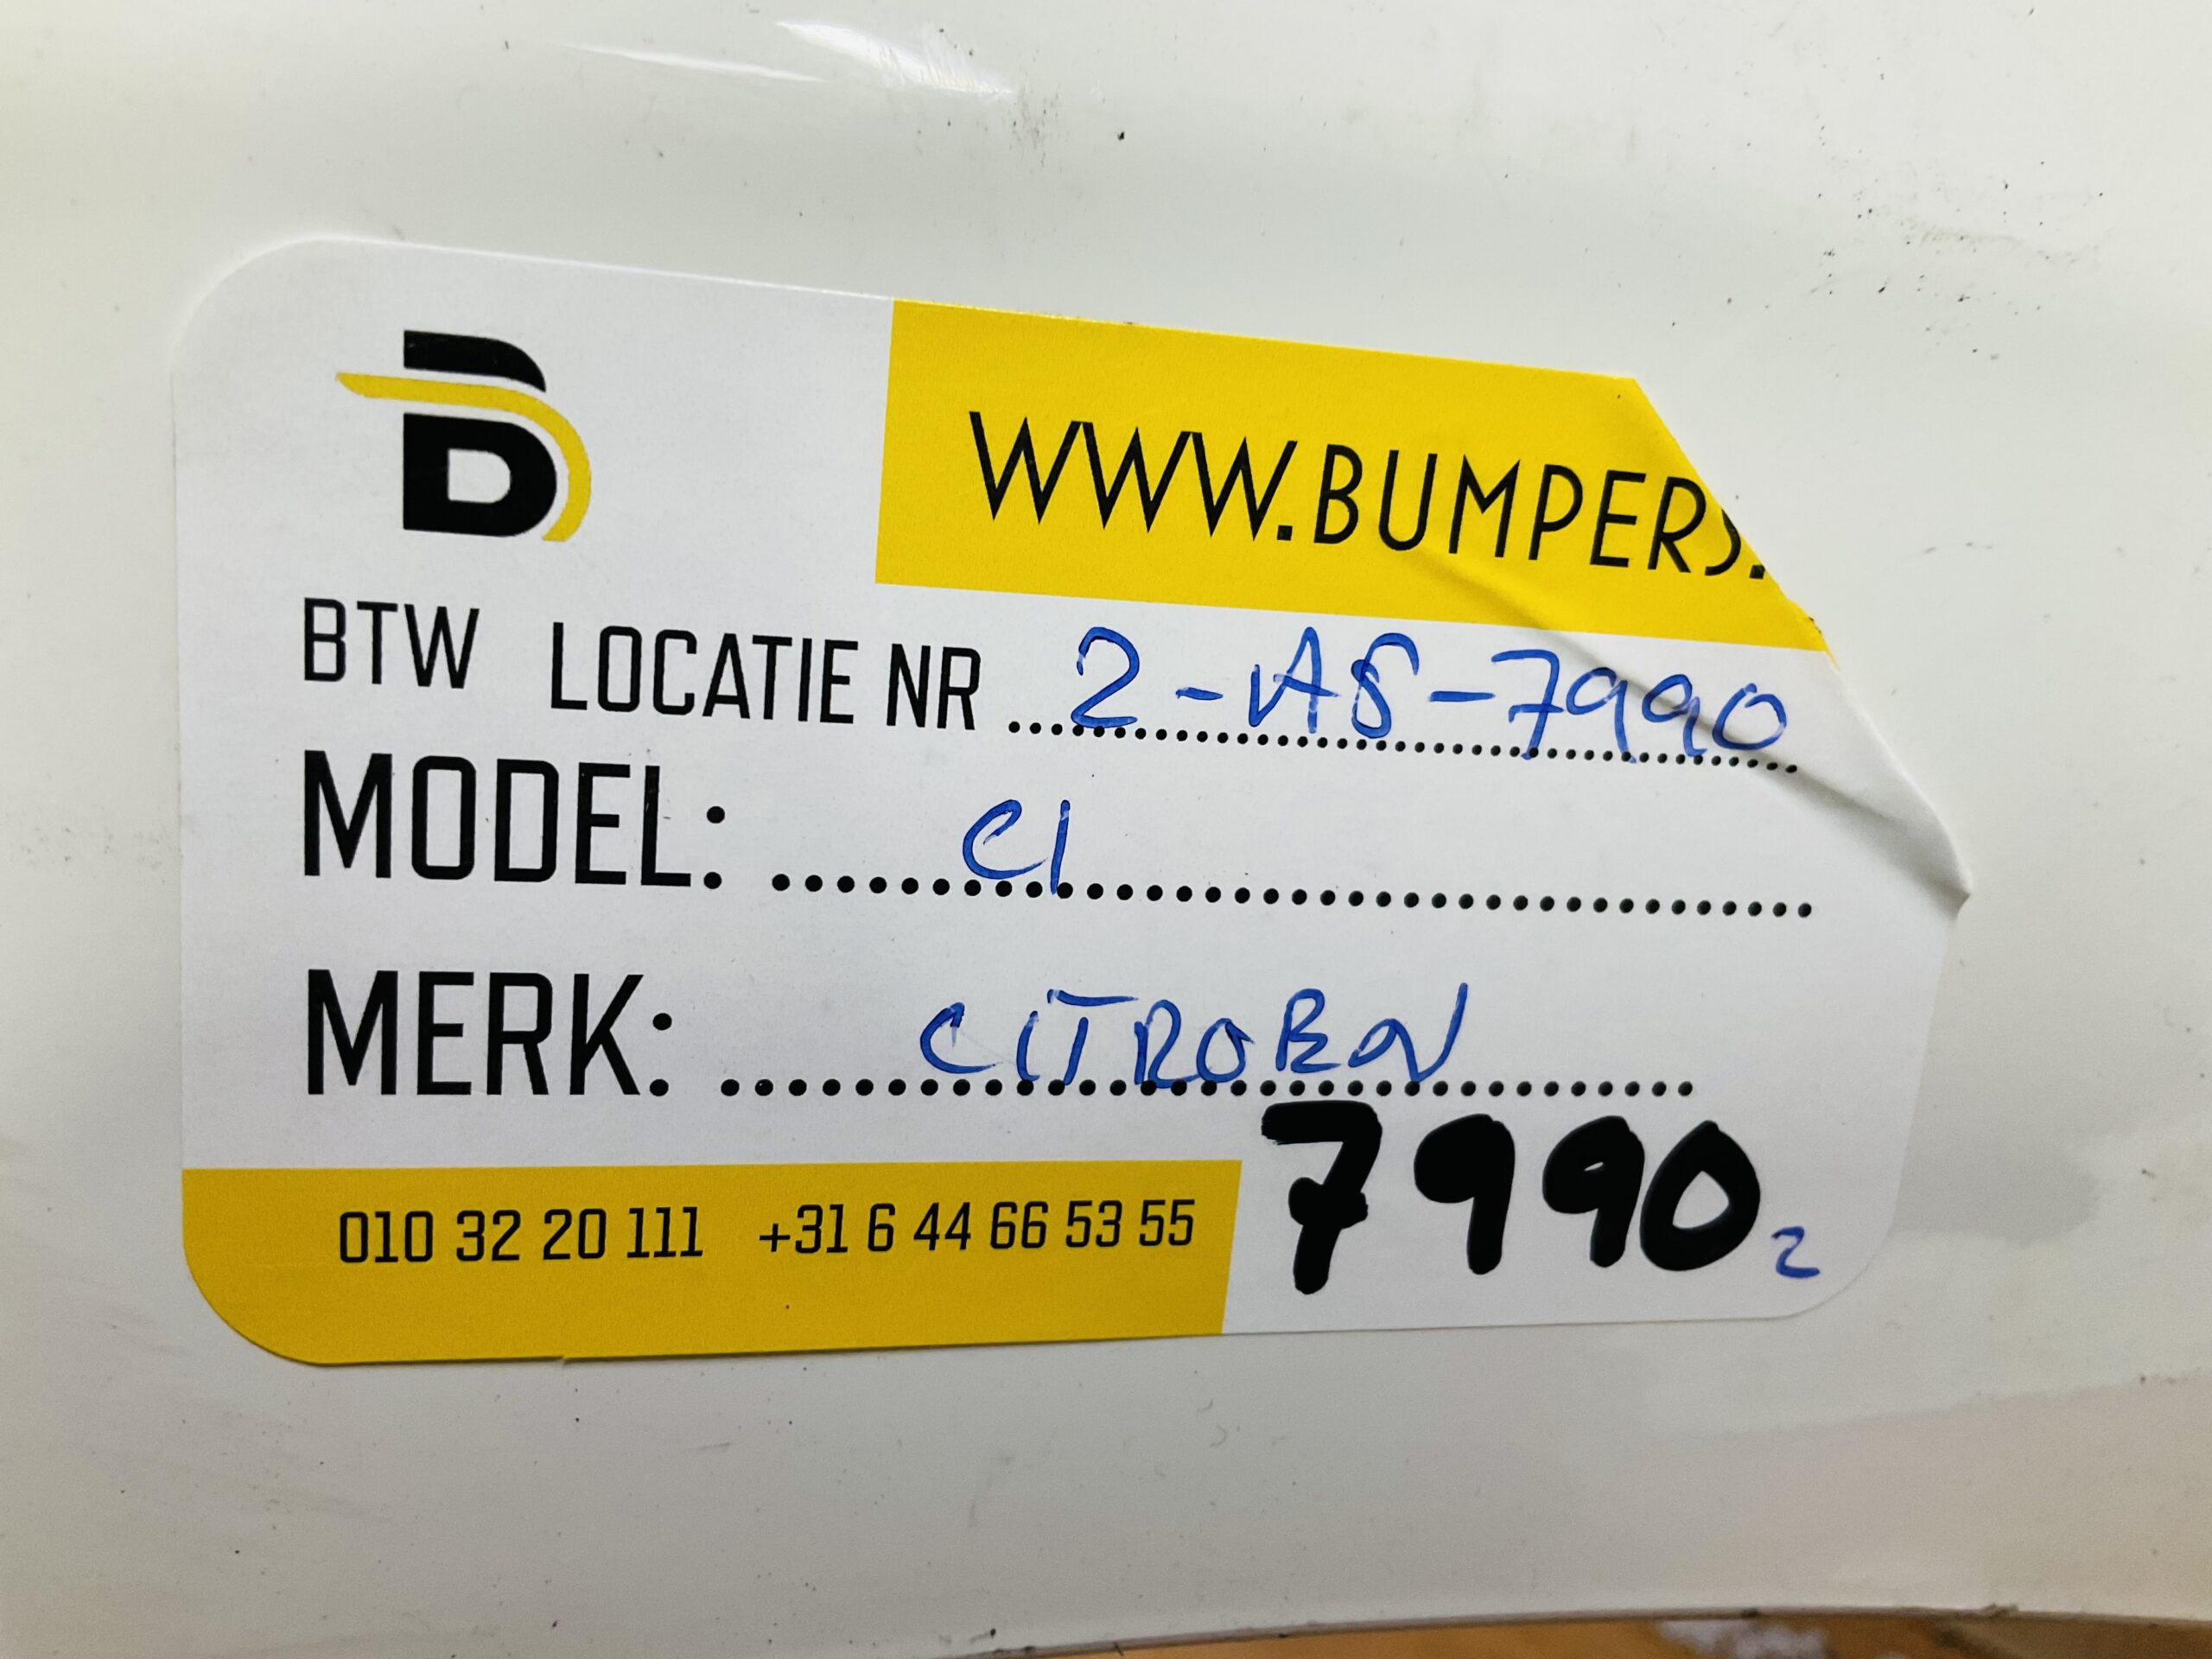 B
WWW.BUMPERS.
BTW LOCATIE NR ... 2-AS-7990
MODEL: C1
MERK: CITROEN
7990 2
010 32 20 111 +31 6 44 66 53 55